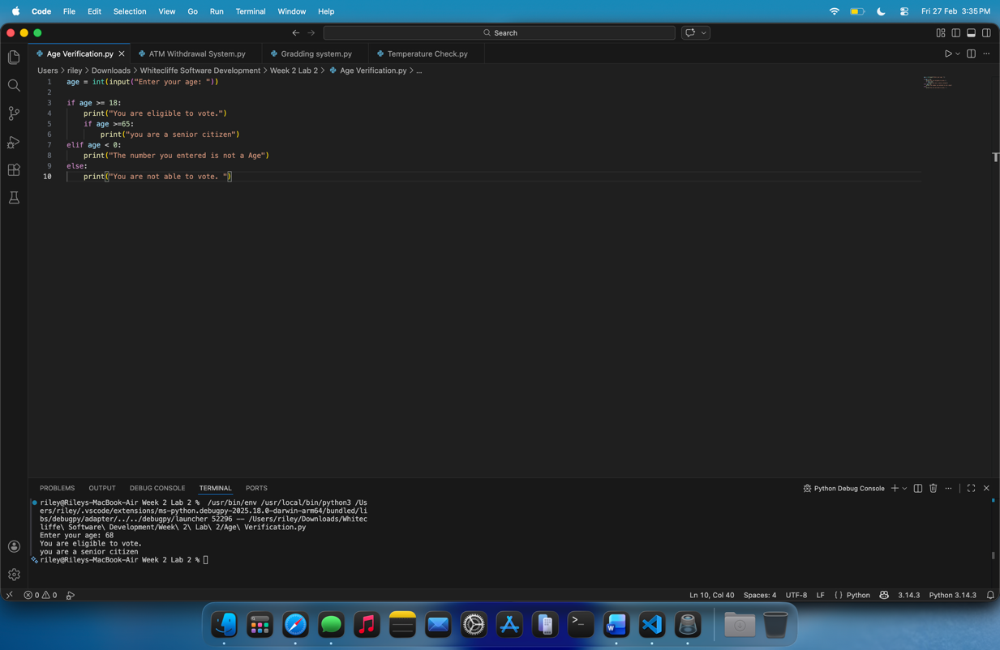 Code File Edit Selection View Go Run Terminal Window Help Fri 27 Feb 3:35 PM
Search
Age Verification.py ATM Withdrawal System.py Gradding system.py Temperature Check.py
Users > riley > Downloads > Whitecliffe Software Development > Week 2 Lab 2 > Age Verification.py > ...
1 age = int(input("Enter your age: "))
2
3 if age >= 18:
4 print("You are eligible to vote.")
5 if age >=65:
6 print("you are a senior citizen")
7 elif age < 0:
8 print("The number you entered is not a Age")
9 else:
10 print("You are not able to vote. ")
T
PROBLEMS OUTPUT DEBUG CONSOLE TERMINAL PORTS Python Debug Console
riley@Rileys-MacBook-Air Week 2 Lab 2 % /usr/bin/env /usr/local/bin/python3 /Us
ers/riley/.vscode/extensions/ms-python.debugpy-2025.18.0-darwin-arm64/bundled/li
bs/debugpy/adapter/../../debugpy/launcher 52296 -- /Users/riley/Downloads/Whitec
liffe\ Software\ Development/Week\ 2\ Lab\ 2/Age\ Verification.py
Enter your age: 68
You are eligible to vote.
you are a senior citizen
riley@Rileys-MacBook-Air Week 2 Lab 2 %
0 0 Ln 10, Col 40 Spaces: 4 UTF-8 LF { } Python 3.14.3 Python 3.14.3
>_ W